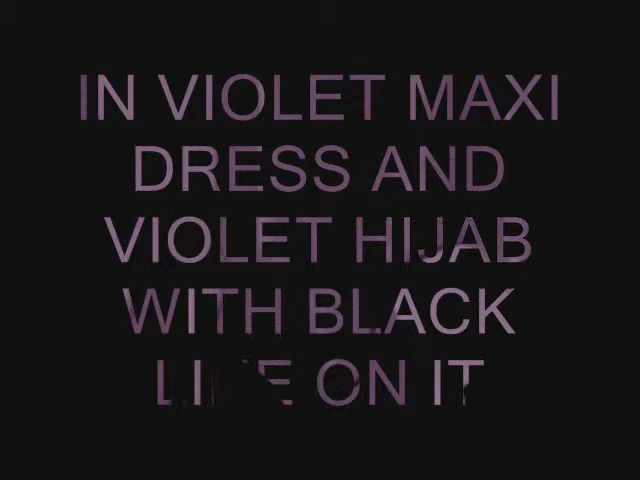 IN VIOLET MAXI
DRESS AND
VIOLET HIJAB
WITH BLACK
ON IT